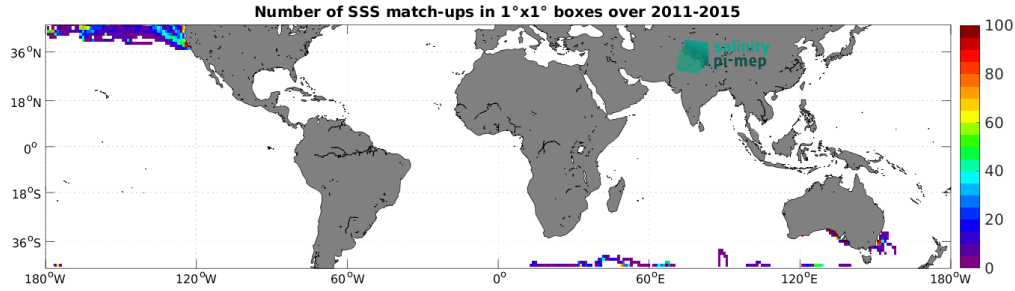 Number of SSS match-ups in 1°x1° boxes over 2011-2015
salinity
pi-mep
36°N
18°N
0°
18°S
36°S
180°W
120°W
60°W
0°
60°E
120°E
180°W
100
80
60
40
20
0